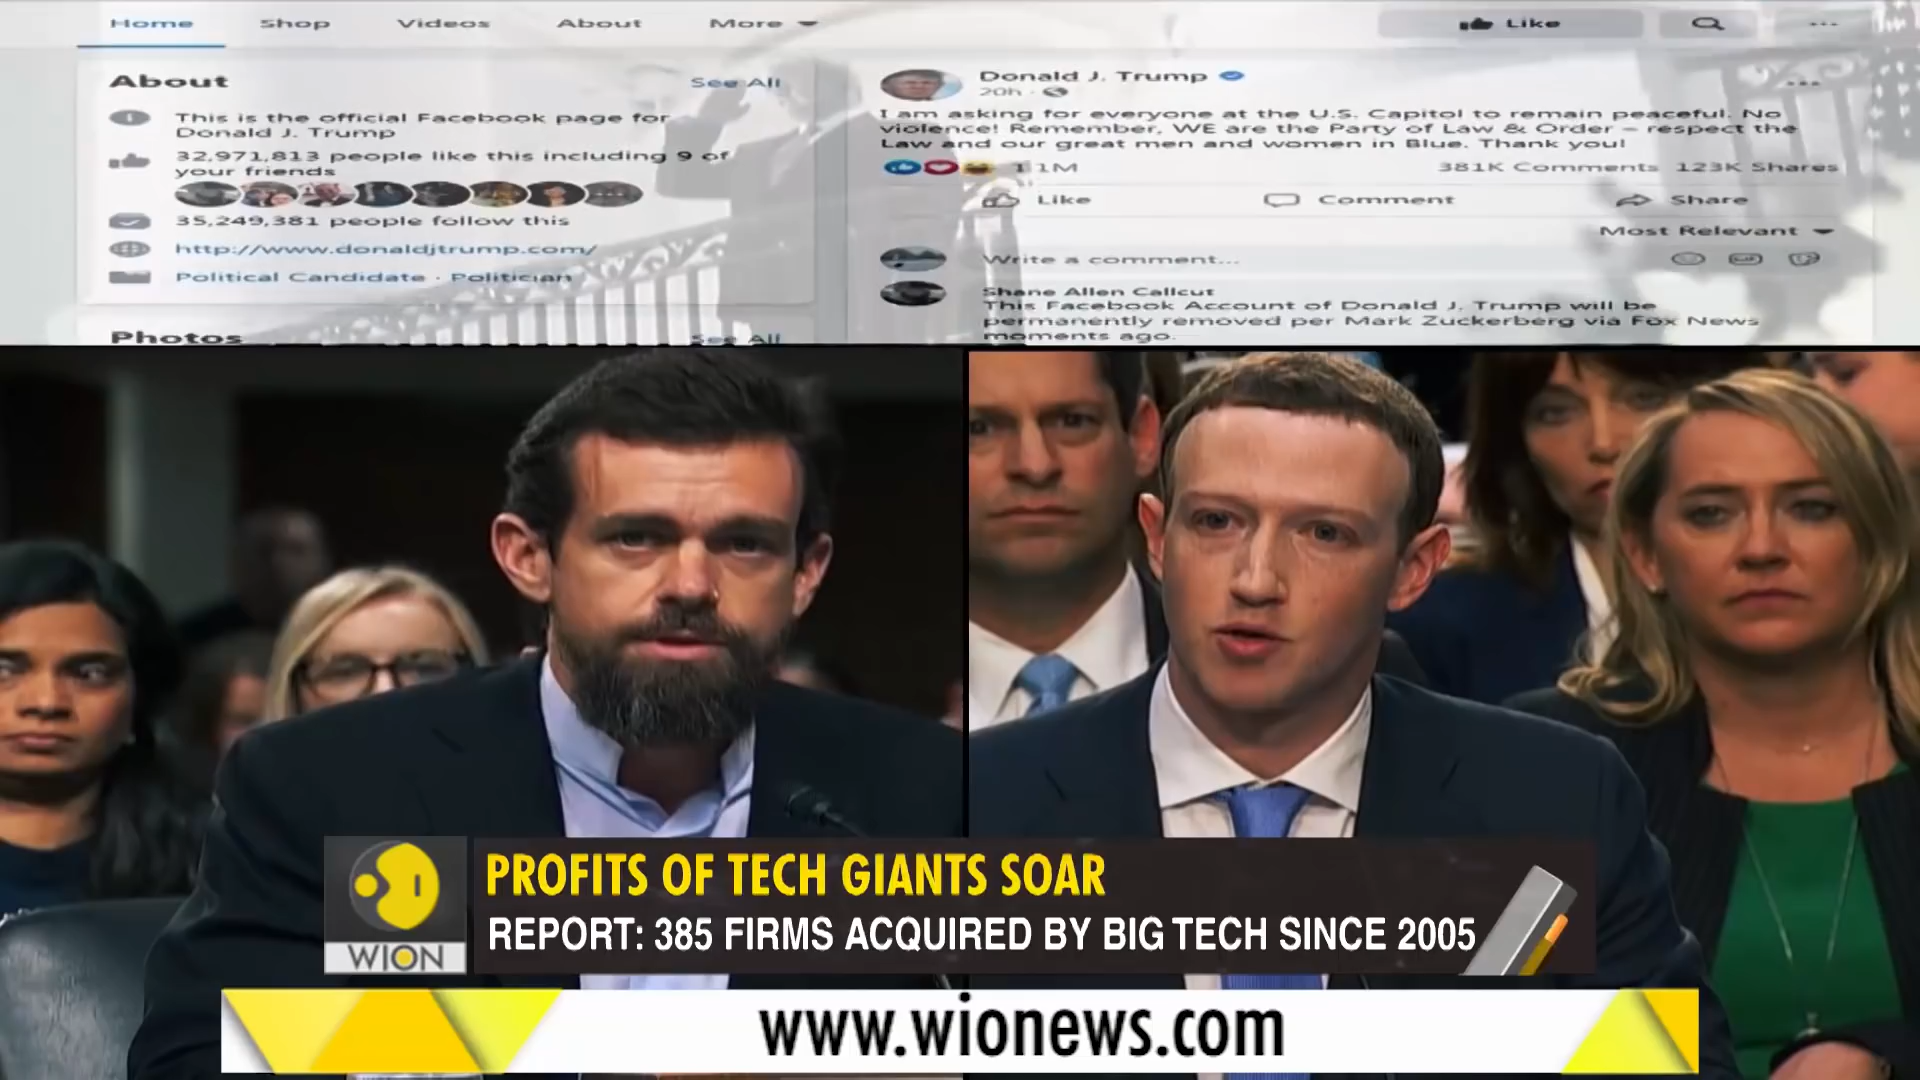 Home Shop Videos About More Like
About See All
This is the official Facebook page for
Donald J. Trump
32,971,813 people like this including 9 of
your friends
35,249,381 people follow this
http://www.donaldjtrump.com/
Political Candidate · Politician
Photos See All
Donald J. Trump
20h ·
I am asking for everyone at the U.S. Capitol to remain peaceful. No
violence! Remember, WE are the Party of Law & Order – respect the
Law and our great men and women in Blue. Thank you!
1.1M 381K Comments 123K Shares
Like Comment Share
Most Relevant
Write a comment...
GIF
Shane Allen Callcut
This Facebook Account of Donald J. Trump will be
permanently removed per Mark Zuckerberg via Fox News
moments ago.
PROFITS OF TECH GIANTS SOAR
REPORT: 385 FIRMS ACQUIRED BY BIG TECH SINCE 2005
WION
www.wionews.com